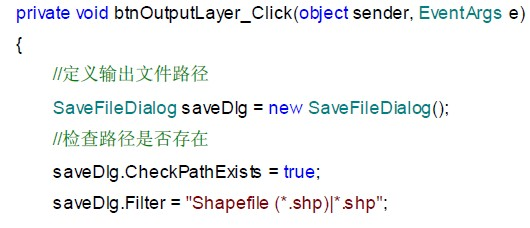 private void btnOutputLayer_Click(object sender, EventArgs e)
{
//定义输出文件路径
SaveFileDialog saveDlg = new SaveFileDialog();
//检查路径是否存在
saveDlg.CheckPathExists = true;
saveDlg.Filter = "Shapefile (*.shp)|*.shp";